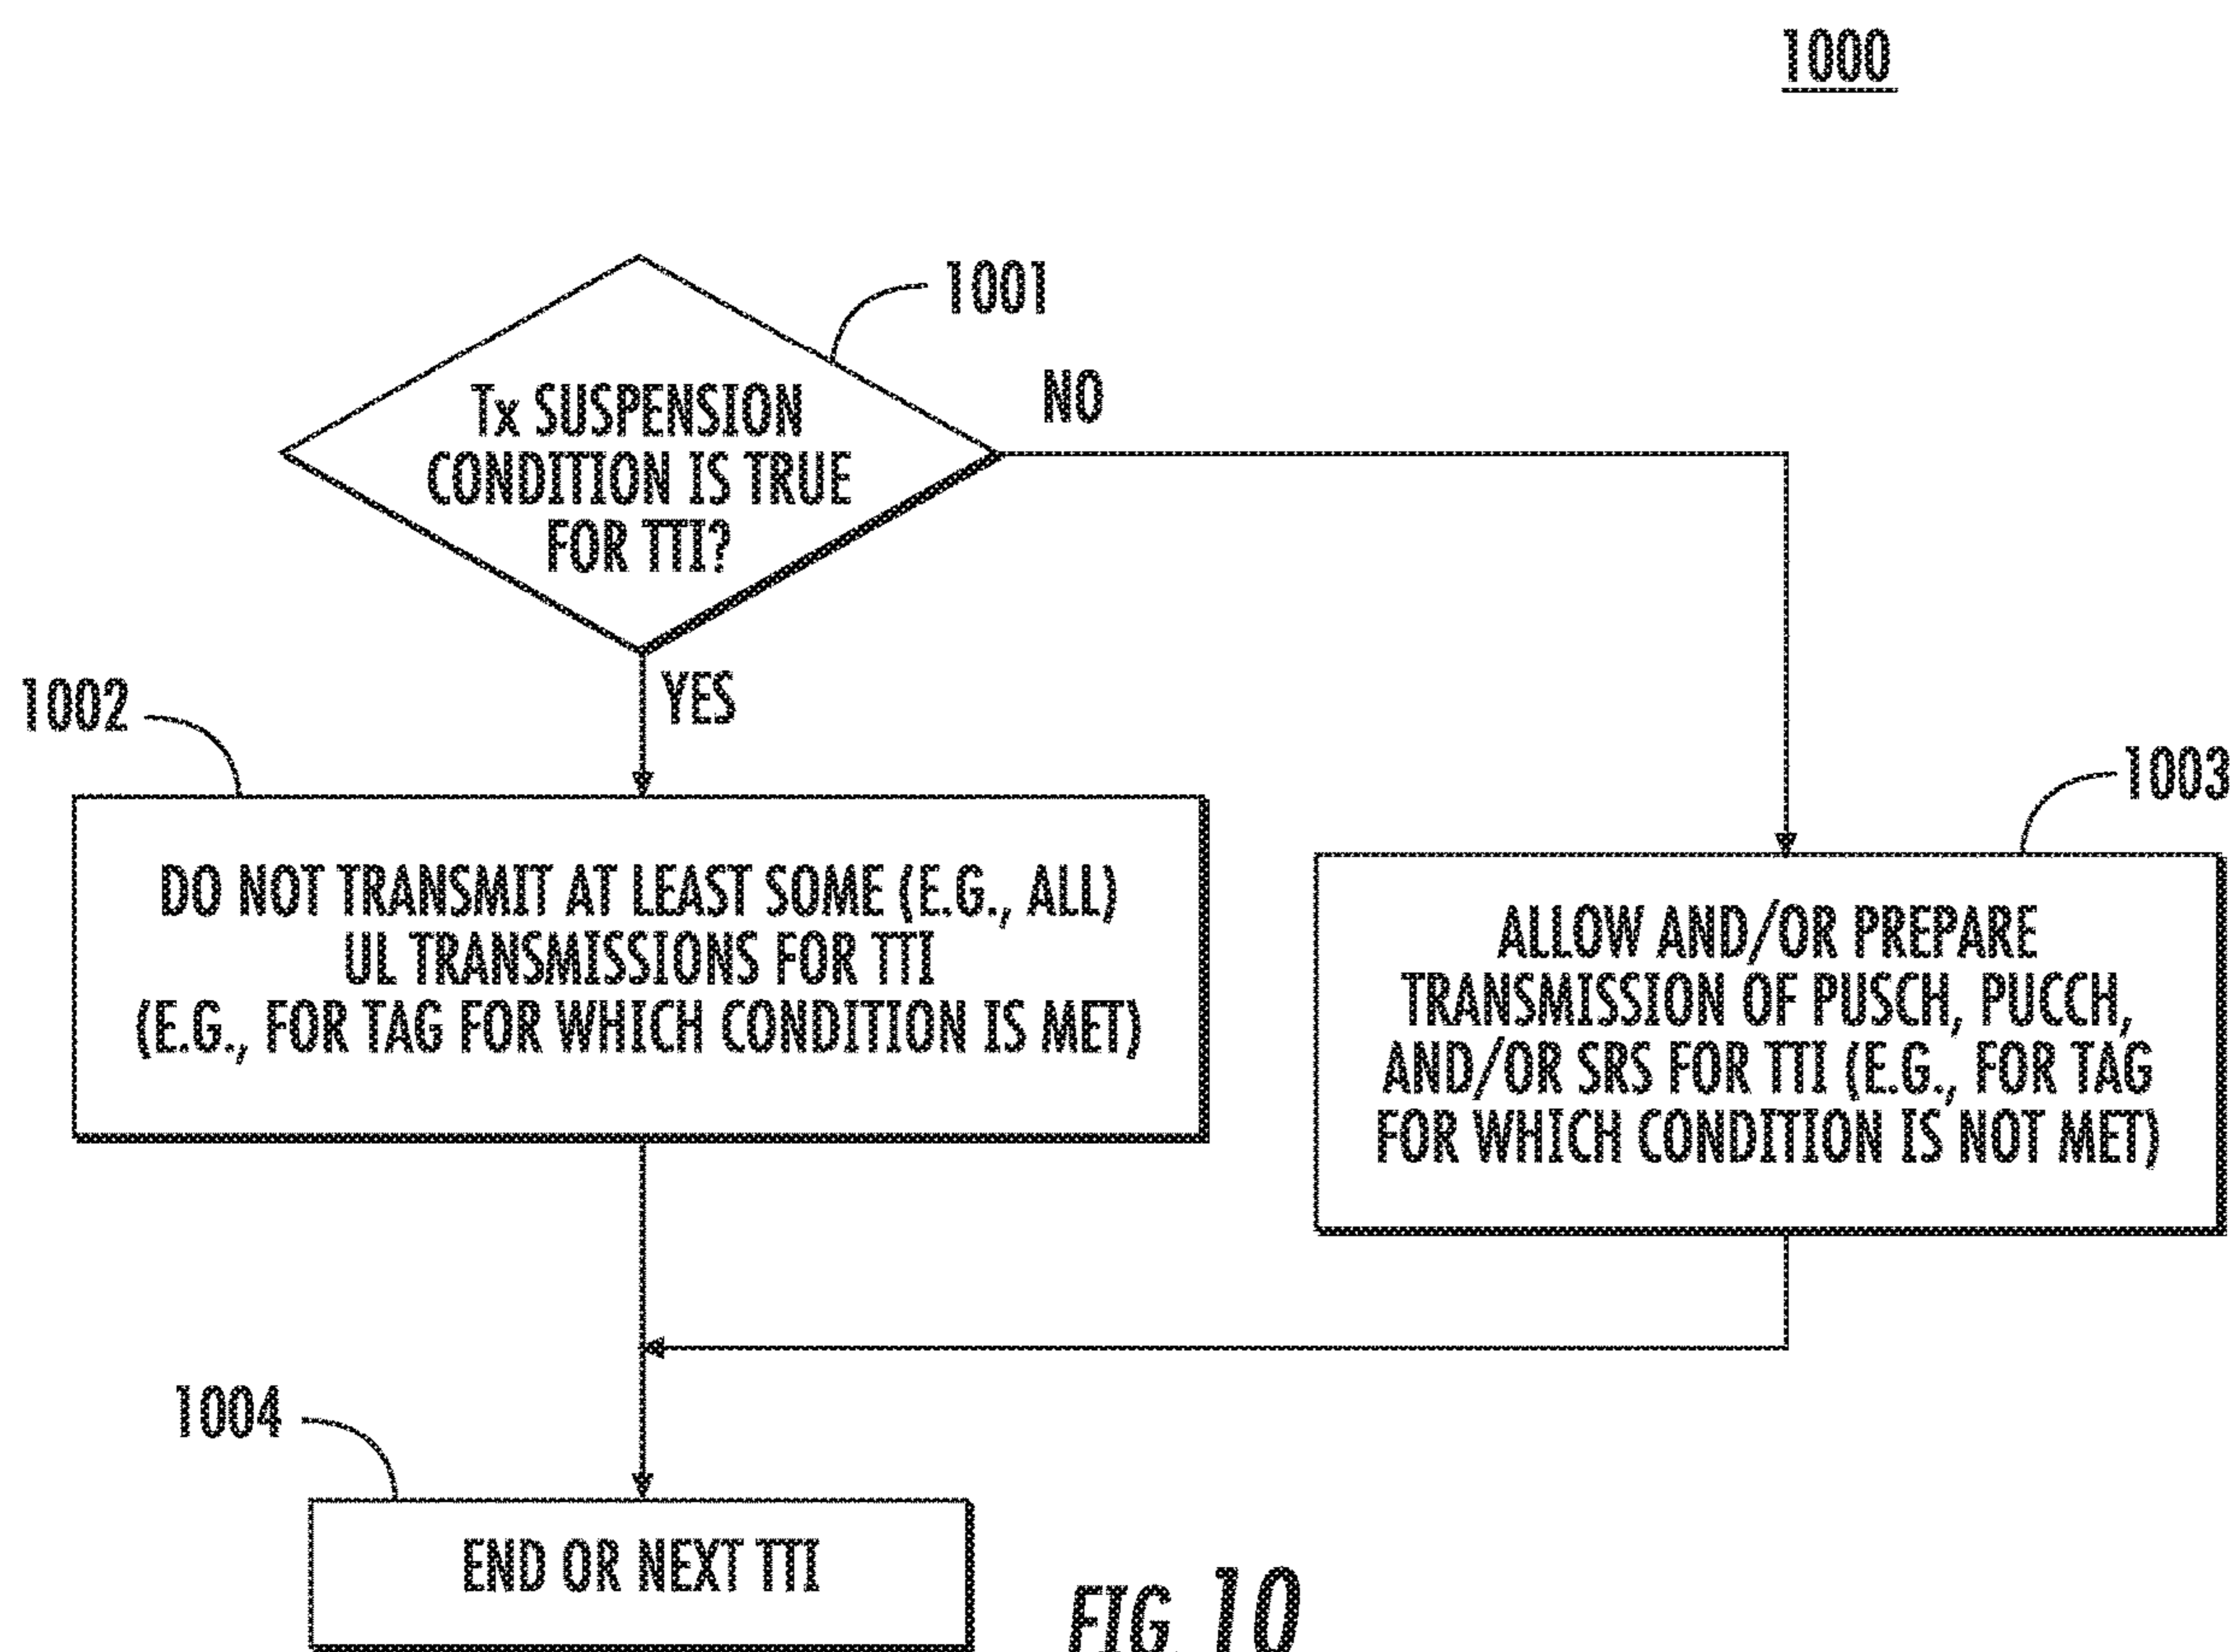 1000
1001
Tx SUSPENSION
CONDITION IS TRUE
FOR TTI?
NO
YES
1002
DO NOT TRANSMIT AT LEAST SOME (E.G., ALL)
UL TRANSMISSIONS FOR TTI
(E.G., FOR TAG FOR WHICH CONDITION IS MET)
1003
ALLOW AND/OR PREPARE
TRANSMISSION OF PUSCH, PUCCH,
AND/OR SRS FOR TTI (E.G., FOR TAG
FOR WHICH CONDITION IS NOT MET)
1004
END OR NEXT TTI
FIG. 10